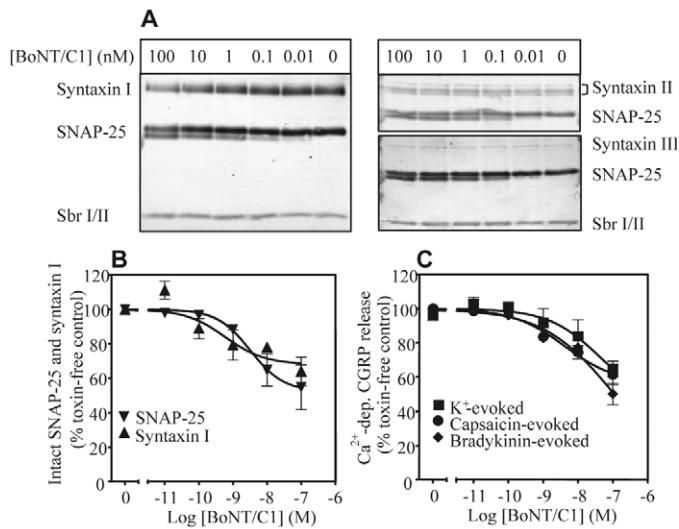 A
[BoNT/C1] (nM) 100 10 1 0.1 0.01 0
100 10 1 0.1 0.01 0
Syntaxin I
SNAP-25
Sbr I/II
Syntaxin II
SNAP-25
Syntaxin III
SNAP-25
Sbr I/II
B
Intact SNAP-25 and syntaxin I
(% toxin-free control)
120
100
80
60
40
20
0
SNAP-25
Syntaxin I
0 -11 -10 -9 -8 -7 -6
Log [BoNT/C1] (M)
C
Ca2+-dep. CGRP release
(% toxin-free control)
120
100
80
60
40
20
0
K+-evoked
Capsaicin-evoked
Bradykinin-evoked
0 -11 -10 -9 -8 -7 -6
Log [BoNT/C1] (M)